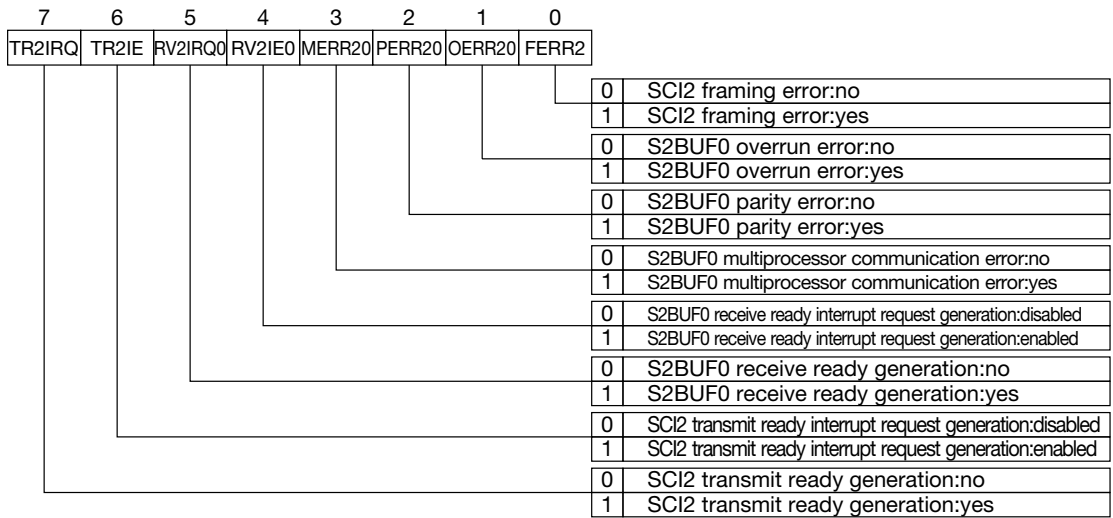 7 6 5 4 3 2 1 0
TR2IRQ TR2IE RV2IRQ0 RV2IE0 MERR20 PERR20 OERR20 FERR2
0 SCI2 framing error:no
1 SCI2 framing error:yes
0 S2BUF0 overrun error:no
1 S2BUF0 overrun error:yes
0 S2BUF0 parity error:no
1 S2BUF0 parity error:yes
0 S2BUF0 multiprocessor communication error:no
1 S2BUF0 multiprocessor communication error:yes
0 S2BUF0 receive ready interrupt request generation:disabled
1 S2BUF0 receive ready interrupt request generation:enabled
0 S2BUF0 receive ready generation:no
1 S2BUF0 receive ready generation:yes
0 SCI2 transmit ready interrupt request generation:disabled
1 SCI2 transmit ready interrupt request generation:enabled
0 SCI2 transmit ready generation:no
1 SCI2 transmit ready generation:yes